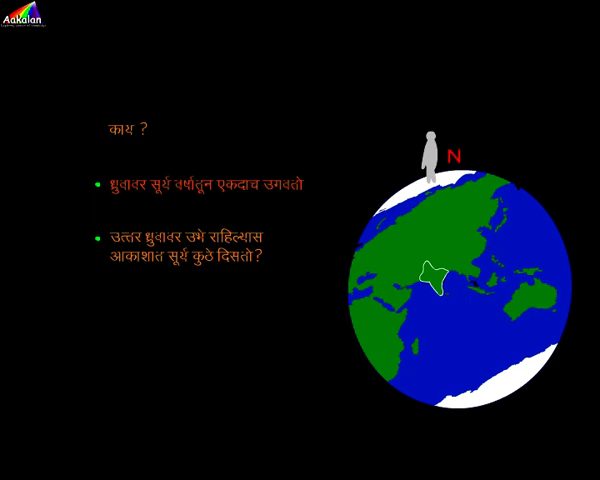 Aakalan
काय ?
N
ध्रुवावर सूर्य वर्षातून एकदाच उगवतो
उत्तर ध्रुवावर उभे राहिल्यास
आकाशात सूर्य कुठे दिसतो?